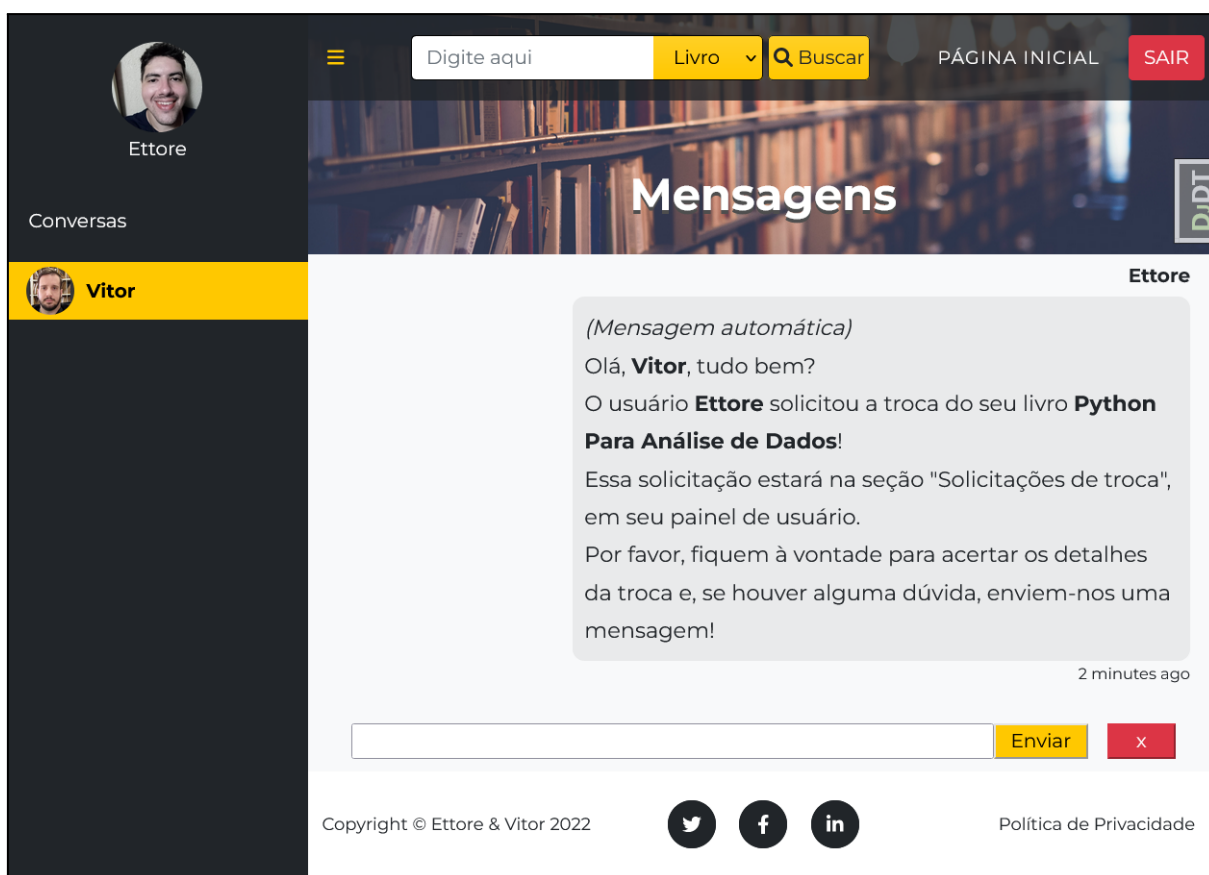 Ettore
Conversas
Vitor
Digite aqui
Livro
Buscar
PÁGINA INICIAL
SAIR
Mensagens
DjDT
Ettore
(Mensagem automática)
Olá, Vitor, tudo bem?
O usuário Ettore solicitou a troca do seu livro Python
Para Análise de Dados!
Essa solicitação estará na seção "Solicitações de troca",
em seu painel de usuário.
Por favor, fiquem à vontade para acertar os detalhes
da troca e, se houver alguma dúvida, enviem-nos uma
mensagem!
2 minutes ago
Enviar
x
Copyright © Ettore & Vitor 2022
Política de Privacidade